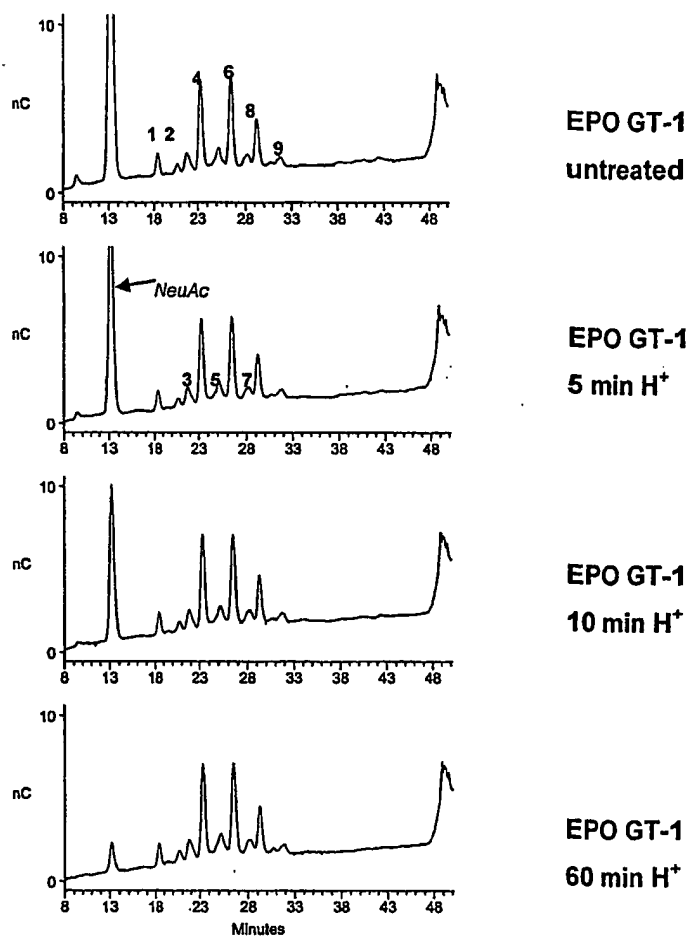 10
nC
0
1 2 4 6 8 9
8 13 18 23 28 33 38 43 48
EPO GT-1
untreated
10
nC
0
NeuAc
3 5 7
8 13 18 23 28 33 38 43 48
EPO GT-1
5 min H⁺
10
nC
0
8 13 18 23 28 33 38 43 48
EPO GT-1
10 min H⁺
10
nC
0
8 13 18 23 28 33 38 43 48
Minutes
EPO GT-1
60 min H⁺